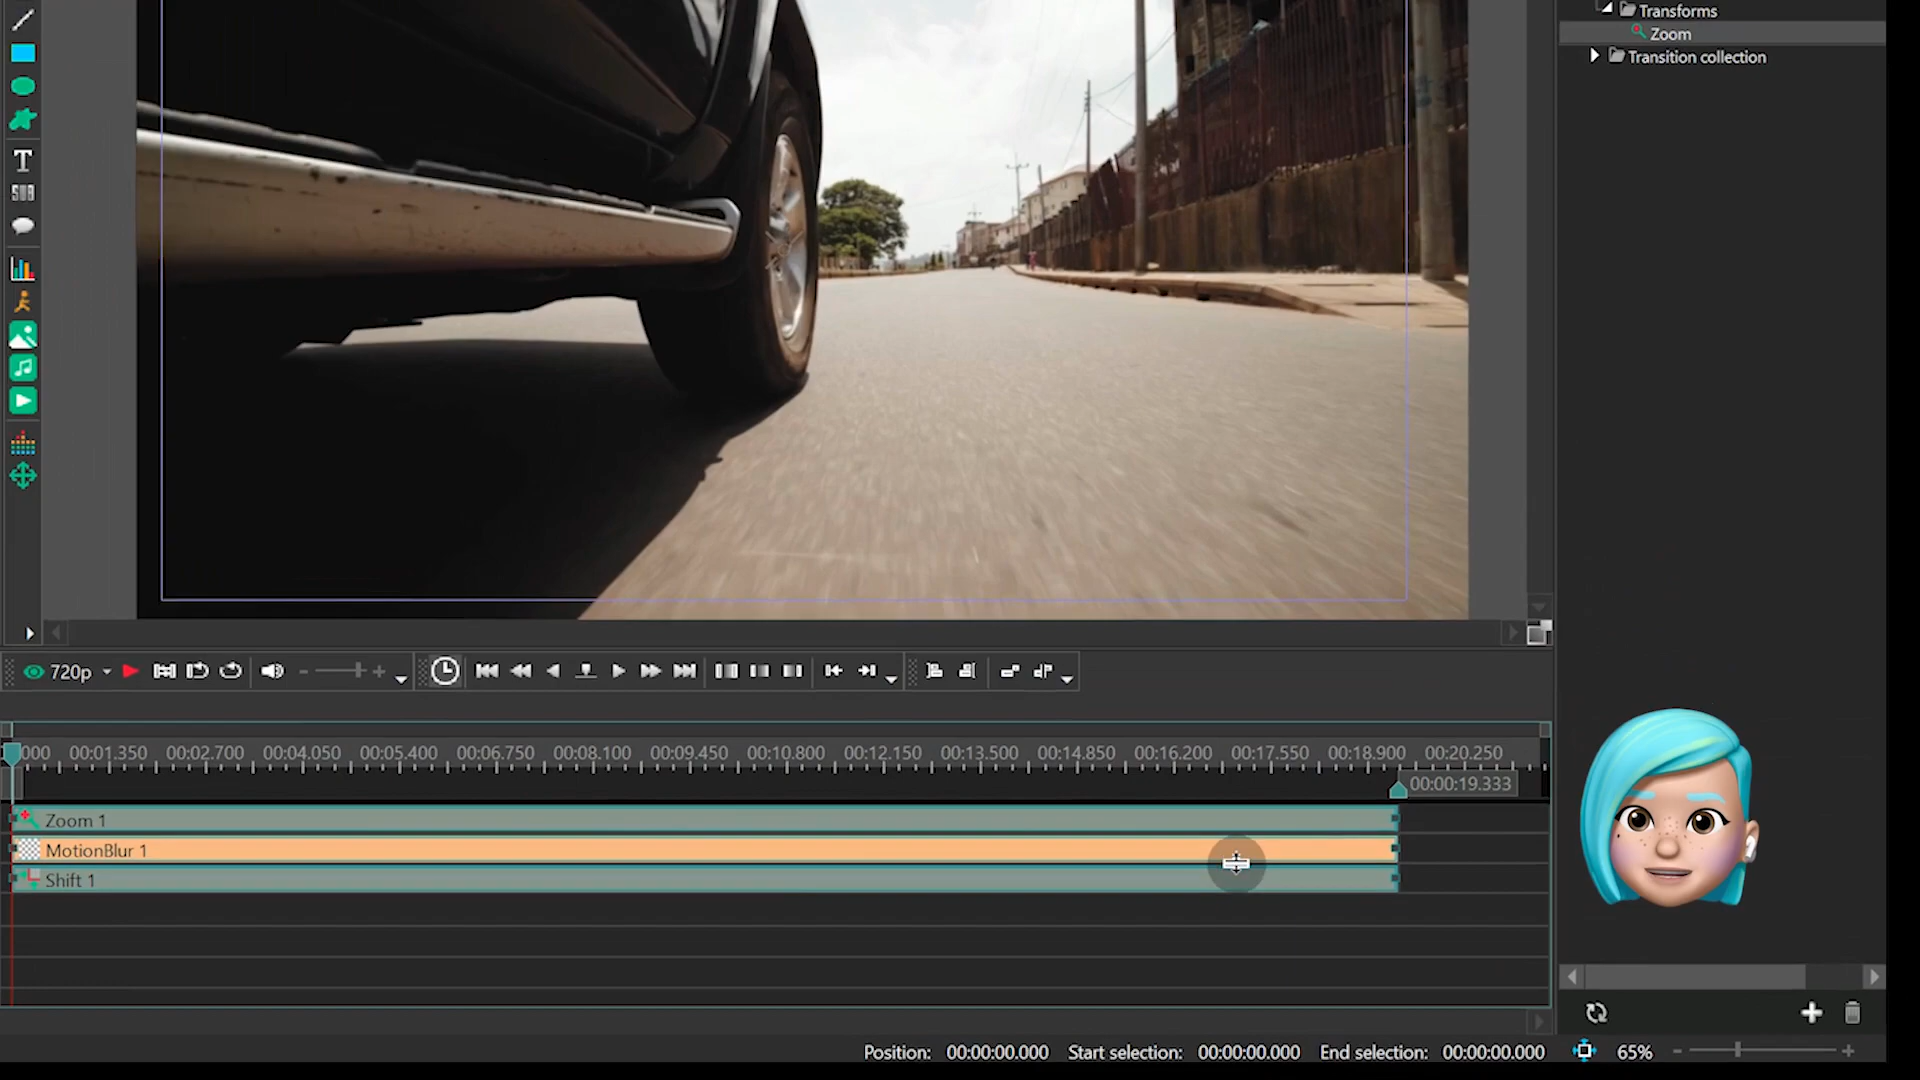 Transforms
Zoom
Transition collection
T
SUB
720p
000 00:01.350 00:02.700 00:04.050 00:05.400 00:06.750 00:08.100 00:09.450 00:10.800 00:12.150 00:13.500 00:14.850 00:16.200 00:17.550 00:18.900 00:20.250
00:00:19.333
Zoom 1
MotionBlur 1
Shift 1
Position: 00:00:00.000 Start selection: 00:00:00.000 End selection: 00:00:00.000 65%